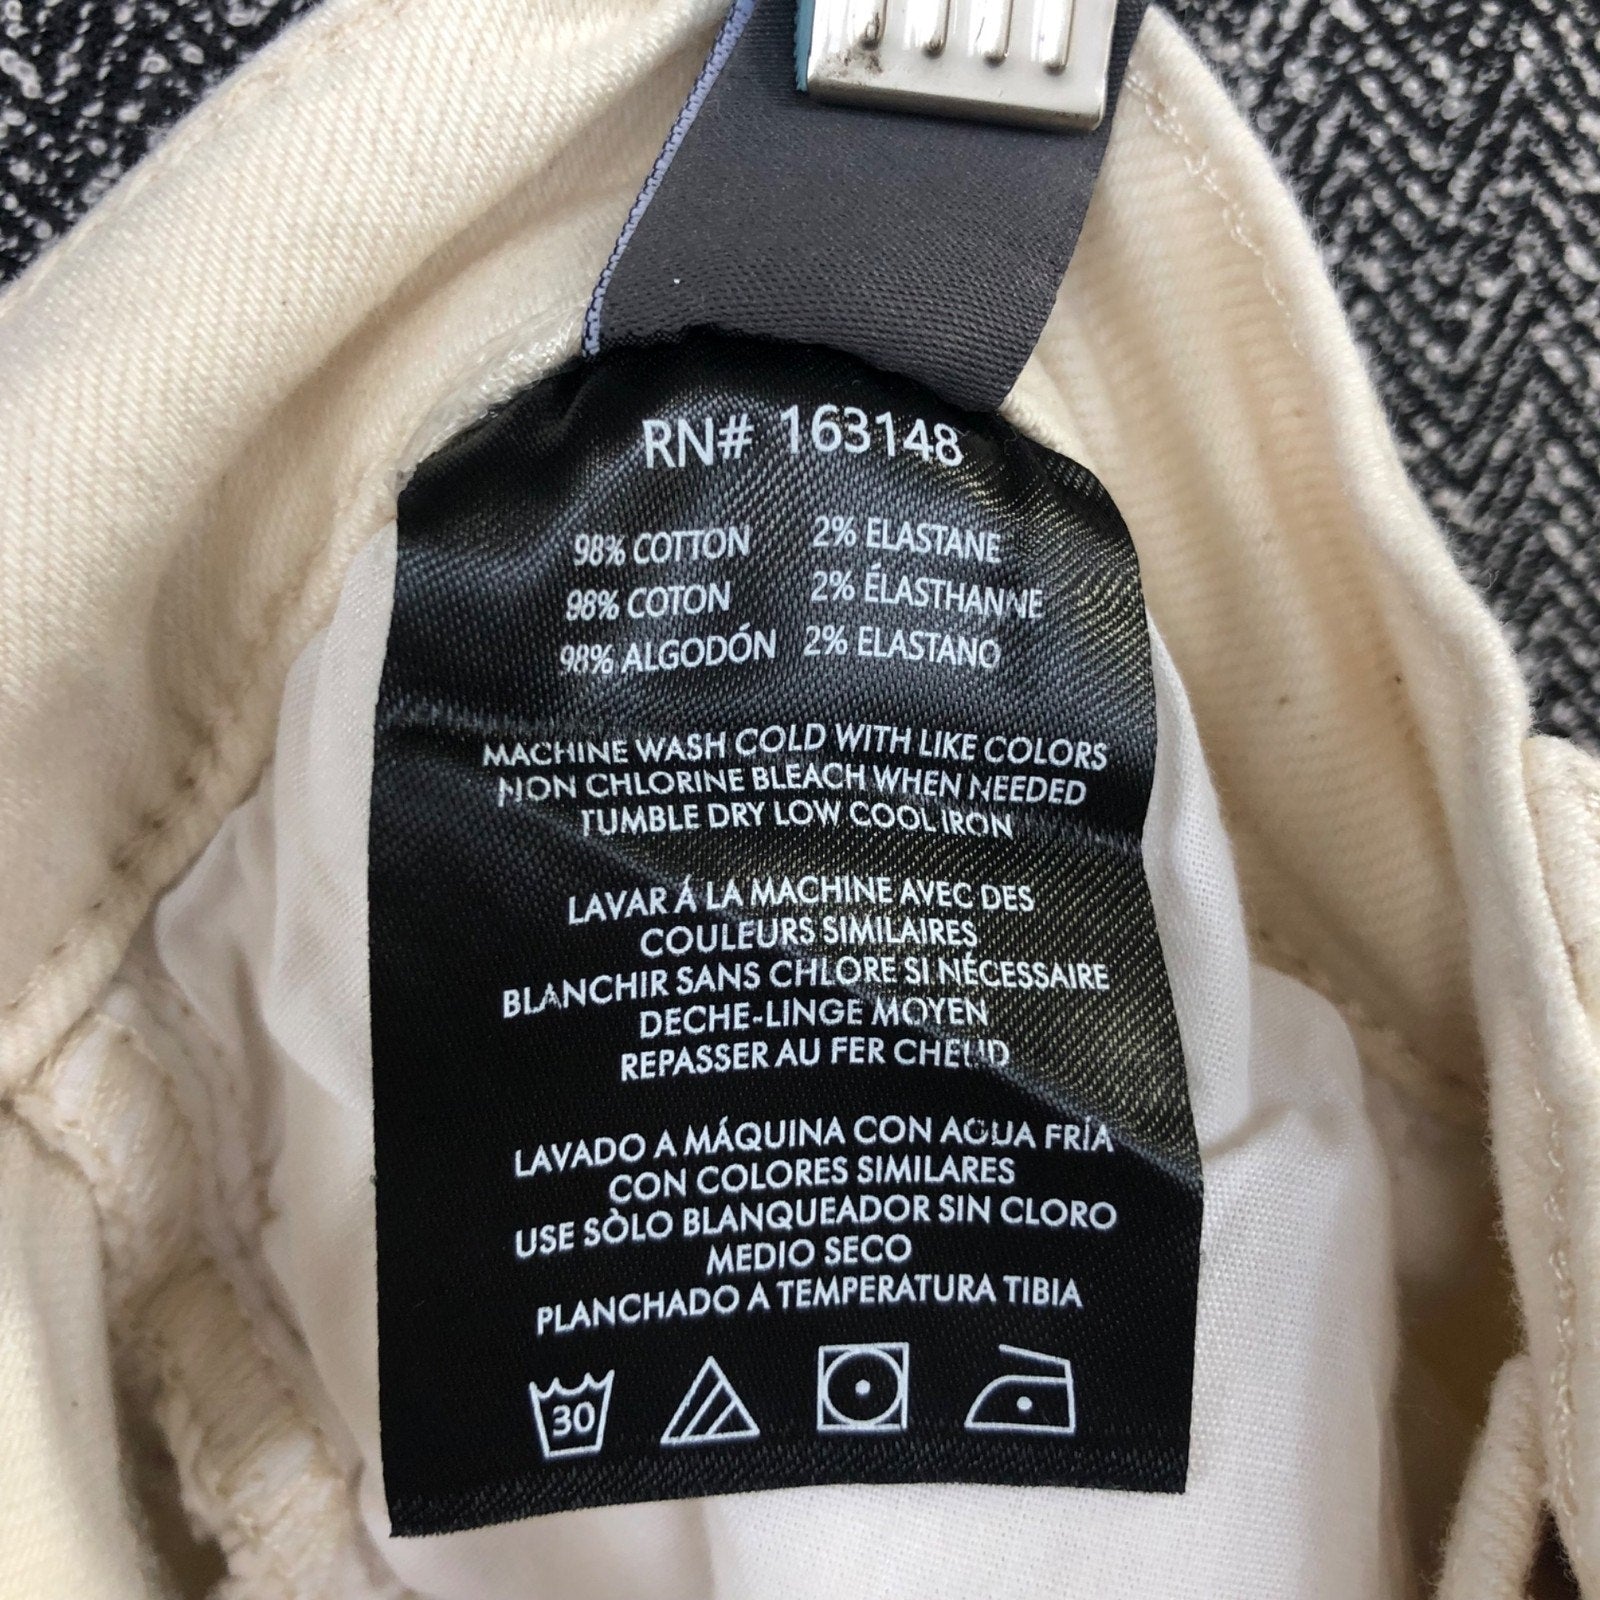 RN# 163148
98% COTTON 2% ELASTANE
98% COTON 2% ÉLASTHANNE
98% ALGODÓN 2% ELASTANO
MACHINE WASH COLD WITH LIKE COLORS
NON CHLORINE BLEACH WHEN NEEDED
TUMBLE DRY LOW COOL IRON
LAVAR Á LA MACHINE AVEC DES
COULEURS SIMILAIRES
BLANCHIR SANS CHLORE SI NÉCESSAIRE
DECHE-LINGE MOYEN
REPASSER AU FER CHEUD
LAVADO A MÁQUINA CON AGUA FRÍA
CON COLORES SIMILARES
USE SÒLO BLANQUEADOR SIN CLORO
MEDIO SECO
PLANCHADO A TEMPERATURA TIBIA
30